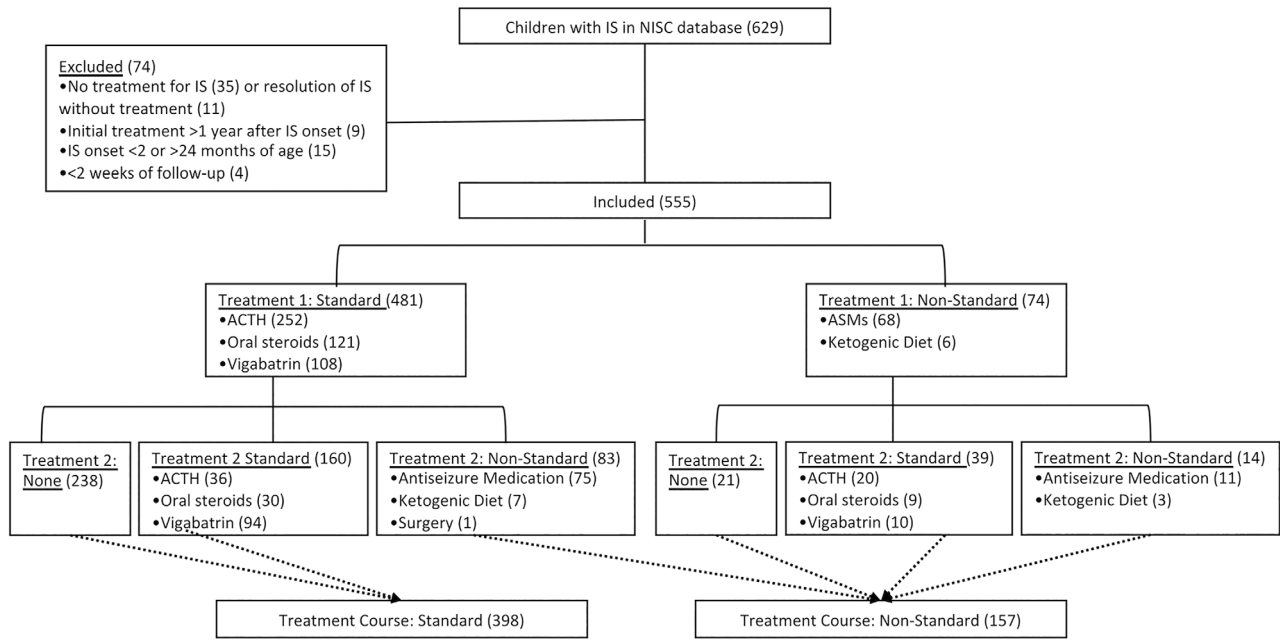 Children with IS in NISC database (629)
Excluded (74)
•No treatment for IS (35) or resolution of IS
without treatment (11)
•Initial treatment >1 year after IS onset (9)
•IS onset <2 or >24 months of age (15)
•<2 weeks of follow-up (4)
Included (555)
Treatment 1: Standard (481)
•ACTH (252)
•Oral steroids (121)
•Vigabatrin (108)
Treatment 1: Non-Standard (74)
•ASMs (68)
•Ketogenic Diet (6)
Treatment 2:
None (238)
Treatment 2 Standard (160)
•ACTH (36)
•Oral steroids (30)
•Vigabatrin (94)
Treatment 2: Non-Standard (83)
•Antiseizure Medication (75)
•Ketogenic Diet (7)
•Surgery (1)
Treatment 2:
None (21)
Treatment 2: Standard (39)
•ACTH (20)
•Oral steroids (9)
•Vigabatrin (10)
Treatment 2: Non-Standard (14)
•Antiseizure Medication (11)
•Ketogenic Diet (3)
Treatment Course: Standard (398)
Treatment Course: Non-Standard (157)